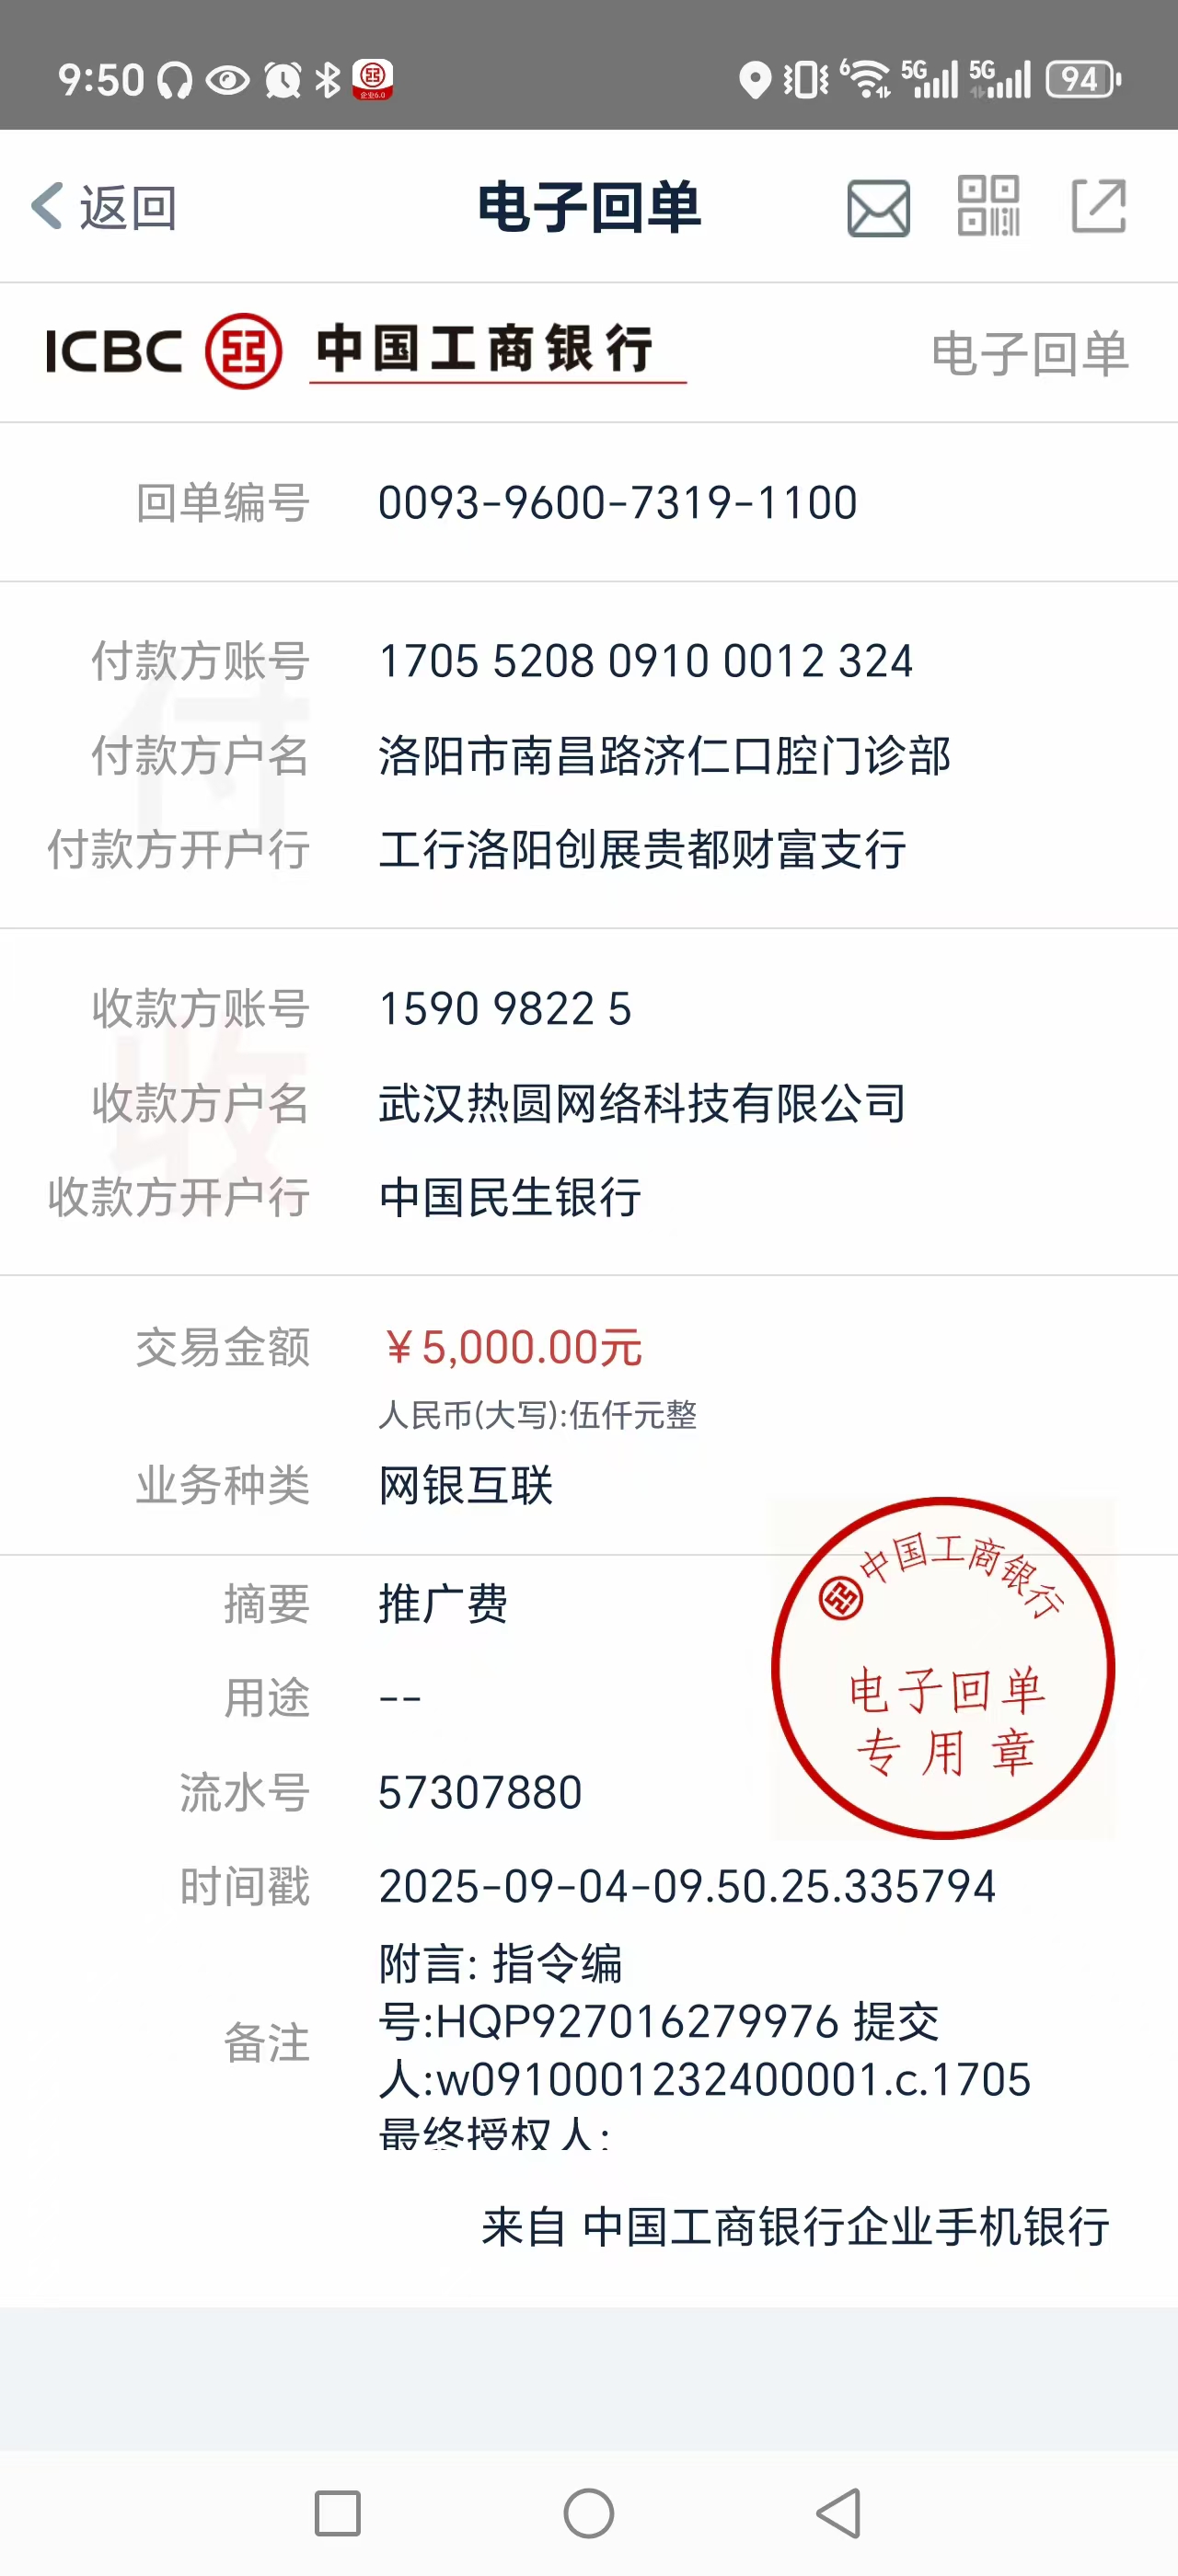 9:50
企业6.0
6 5G 5G 94
返回 电子回单
ICBC 中国工商银行 电子回单
回单编号 0093-9600-7319-1100
付
付款方账号 1705 5208 0910 0012 324
付款方户名 洛阳市南昌路济仁口腔门诊部
付款方开户行 工行洛阳创展贵都财富支行
收
收款方账号 1590 9822 5
收款方户名 武汉热圆网络科技有限公司
收款方开户行 中国民生银行
交易金额 ¥5,000.00元
人民币(大写):伍仟元整
业务种类 网银互联
中国工商银行
电子回单
专用章
摘要 推广费
用途 --
流水号 57307880
时间戳 2025-09-04-09.50.25.335794
备注 附言: 指令编
号:HQP927016279976 提交
人:w0910001232400001.c.1705
最终授权人:
来自 中国工商银行企业手机银行